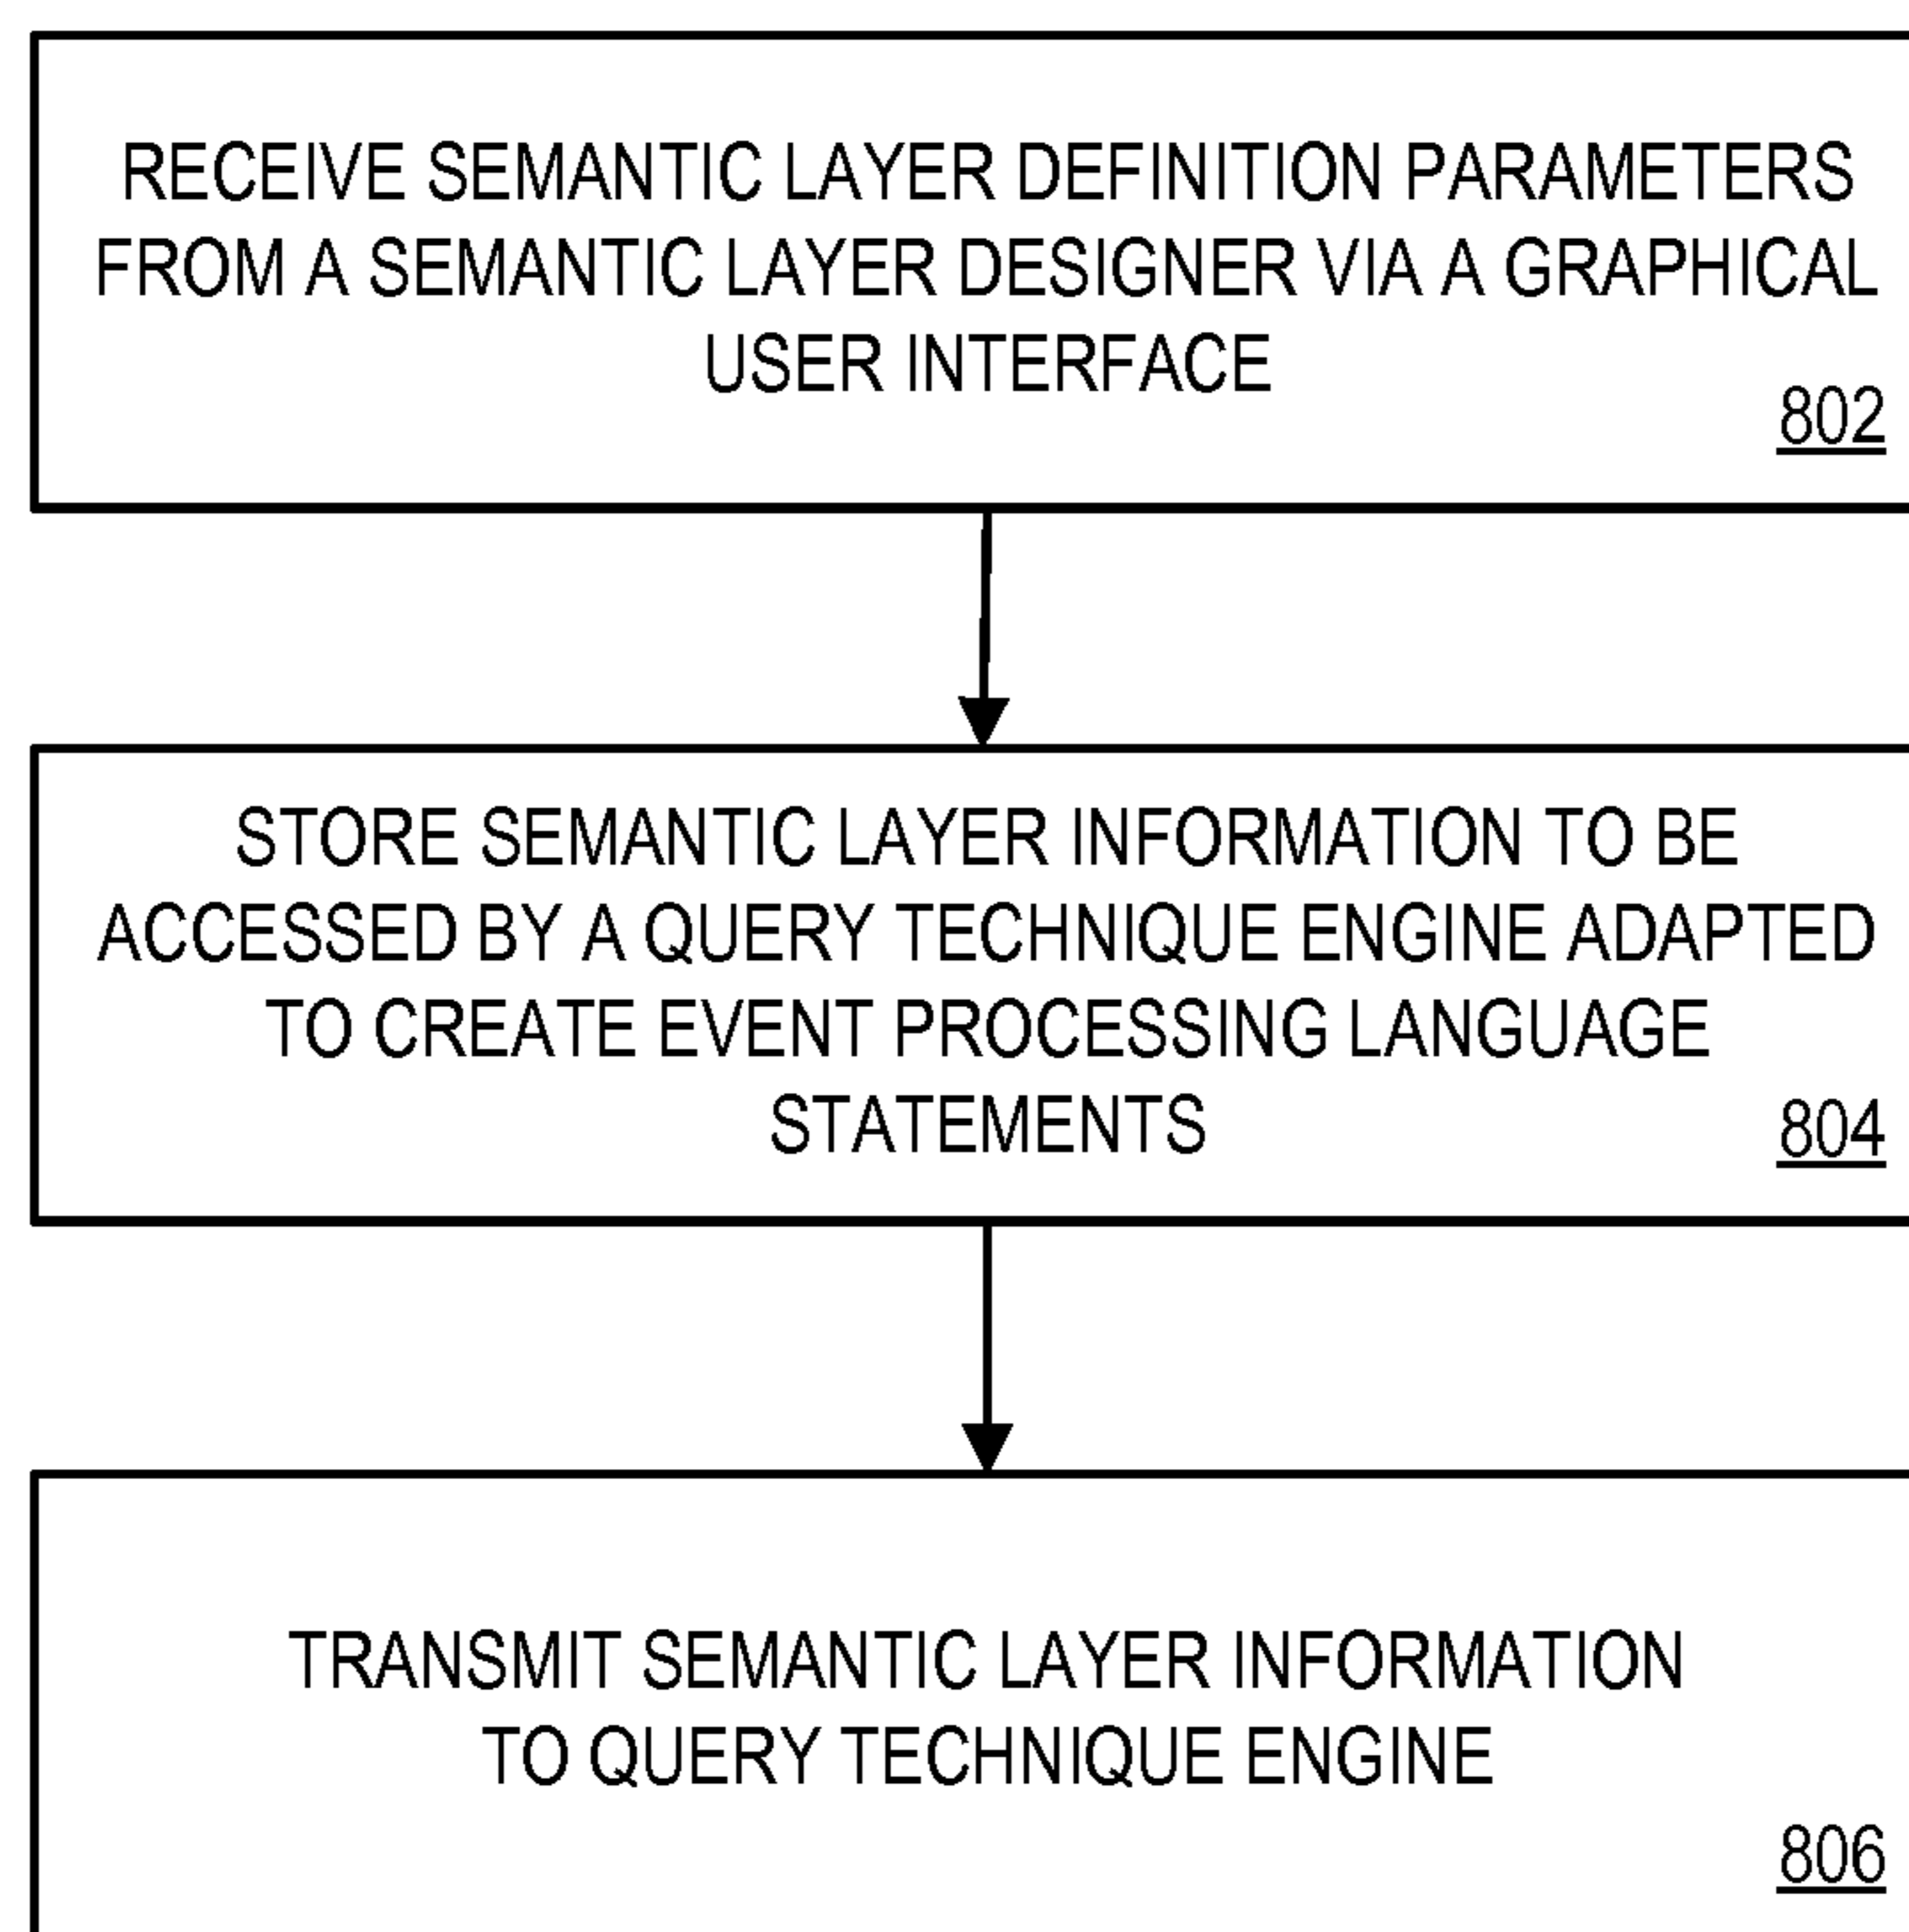 RECEIVE SEMANTIC LAYER DEFINITION PARAMETERS
FROM A SEMANTIC LAYER DESIGNER VIA A GRAPHICAL
USER INTERFACE
802
STORE SEMANTIC LAYER INFORMATION TO BE
ACCESSED BY A QUERY TECHNIQUE ENGINE ADAPTED
TO CREATE EVENT PROCESSING LANGUAGE
STATEMENTS
804
TRANSMIT SEMANTIC LAYER INFORMATION
TO QUERY TECHNIQUE ENGINE
806